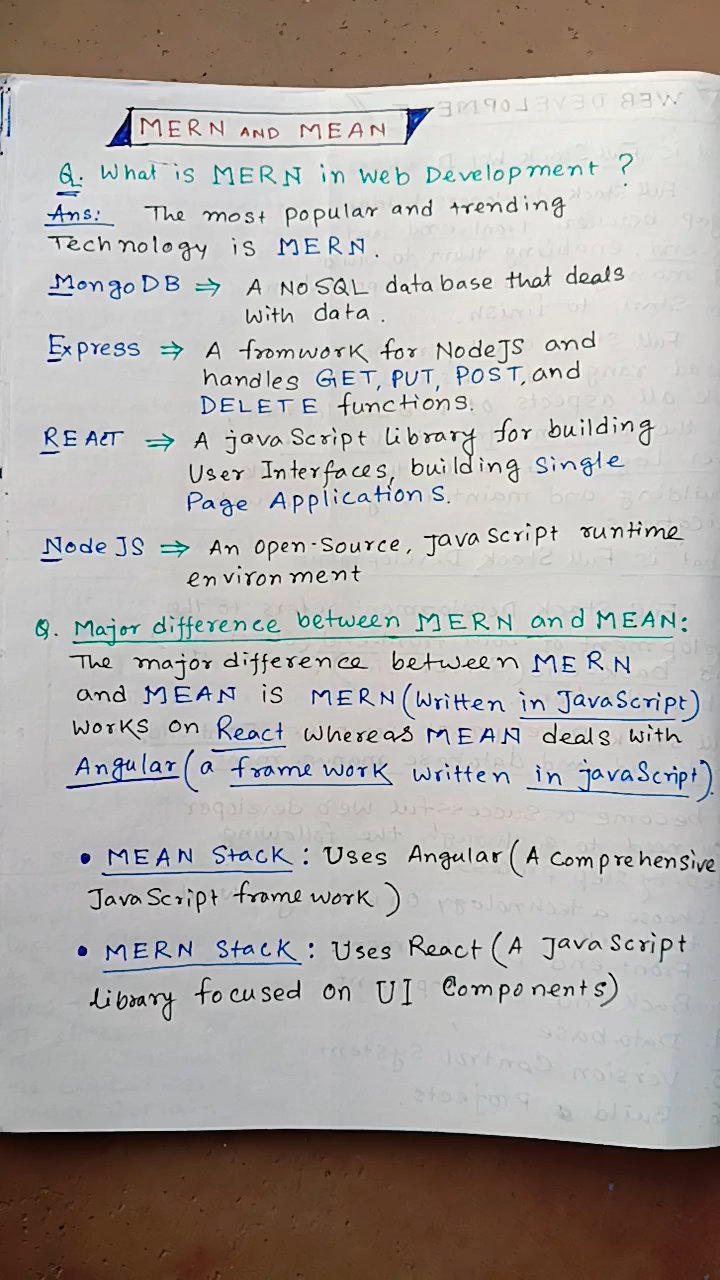 MERN AND MEAN
Q. What is MERN in Web Development ?
Ans: The most popular and trending
Technology is MERN.
MongoDB ⇒ A NOSQL database that deals
with data.
Express ⇒ A fromwork for NodeJS and
handles GET, PUT, POST, and
DELETE functions.
REACT ⇒ A javaScript library for building
User Interfaces, building Single
Page Applications.
Node JS ⇒ An open-Source, JavaScript runtime
environment
Q. Major difference between MERN and MEAN:
The major difference between MERN
and MEAN is MERN (Written in JavaScript)
Works on React whereas MEAN deals with
Angular (a framework written in javaScript).
• MEAN Stack : Uses Angular (A Comprehensive
JavaScript framework)
• MERN Stack : Uses React (A JavaScript
library focused on UI Components)